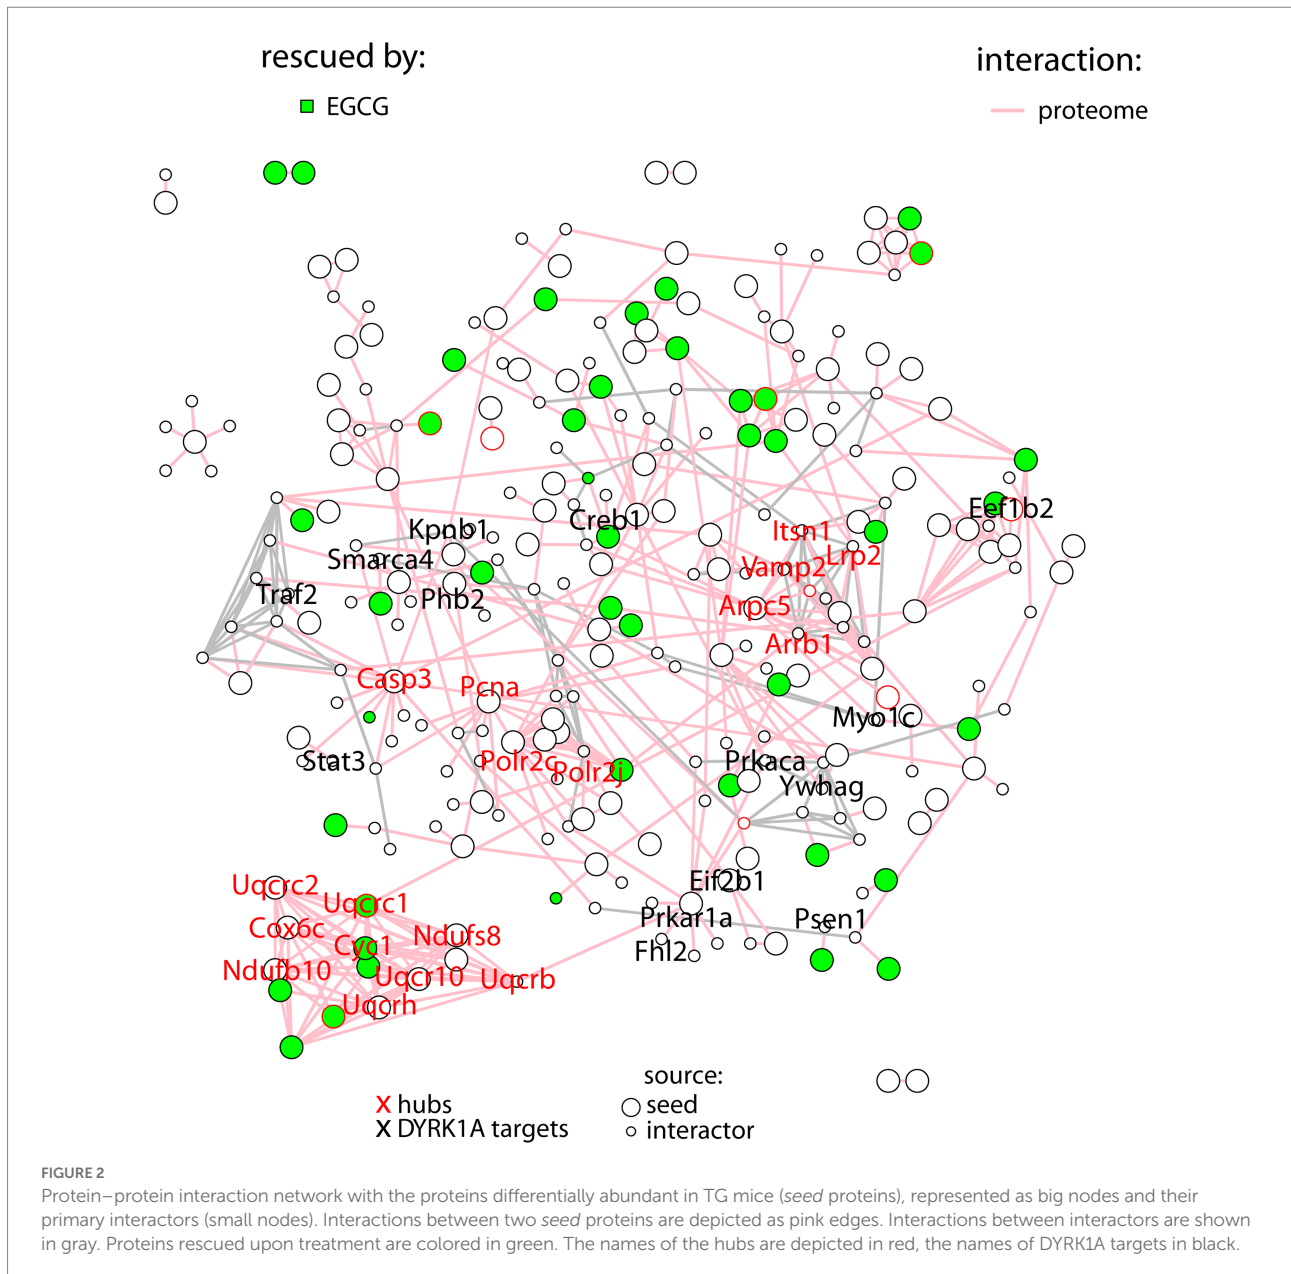 rescued by:
interaction:
EGCG
proteome
Eef1b2
Creb1
Kpnb1
Itsn1
Lrp2
Smarca4
Vamp2
Traf2
Phb2
Arpc5
Arrb1
Casp3
Pcna
Myo1c
Stat3
Polr2c
Polr2j
Prkaca
Ywhag
Uqcrc2
Eif2b1
Uqcrc1
Prkar1a
Psen1
Cox6c
Cyc1
Ndufs8
Fhl2
Ndufb10
Uqcr10
Uqcrb
Uqcrh
source:
X hubs
seed
X DYRK1A targets
interactor
FIGURE 2
Protein–protein interaction network with the proteins differentially abundant in TG mice (seed proteins), represented as big nodes and their
primary interactors (small nodes). Interactions between two seed proteins are depicted as pink edges. Interactions between interactors are shown
in gray. Proteins rescued upon treatment are colored in green. The names of the hubs are depicted in red, the names of DYRK1A targets in black.